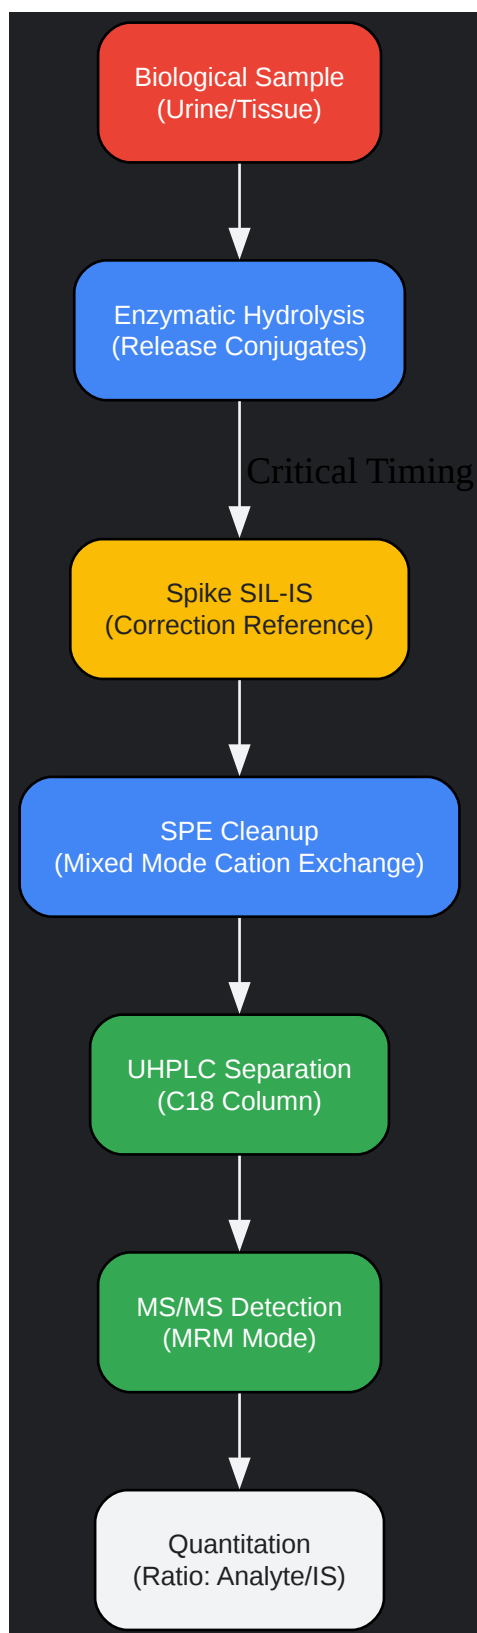 Biological Sample
(Urine/Tissue)
Enzymatic Hydrolysis
(Release Conjugates)
Critical Timing
Spike SIL-IS
(Correction Reference)
SPE Cleanup
(Mixed Mode Cation Exchange)
UHPLC Separation
(C18 Column)
MS/MS Detection
(MRM Mode)
Quantitation
(Ratio: Analyte/IS)